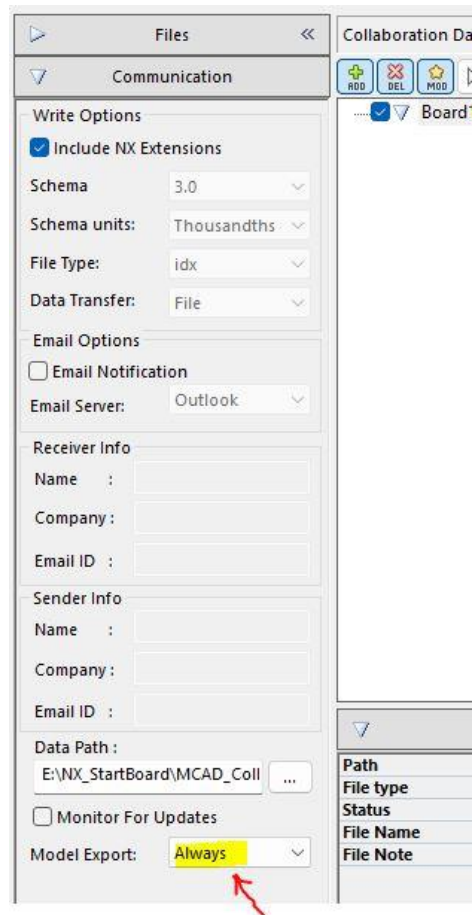 Files «
Communication
Write Options
Include NX Extensions
Schema 3.0
Schema units: Thousandths
File Type: idx
Data Transfer: File
Email Options
Email Notification
Email Server: Outlook
Receiver Info
Name :
Company :
Email ID :
Sender Info
Name :
Company :
Email ID :
Data Path :
E:\NX_StartBoard\MCAD_Coll ...
Monitor For Updates
Model Export: Always
Collaboration Da
ADD DEL MOD
Board1
Path
File type
Status
File Name
File Note